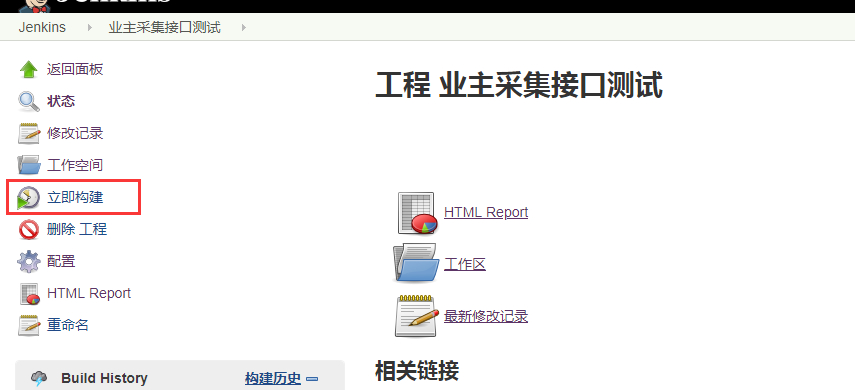 Jenkins
Jenkins 业主采集接口测试
返回面板
状态
修改记录
工作空间
立即构建
删除 工程
配置
HTML Report
重命名
Build History 构建历史
工程 业主采集接口测试
HTML Report
工作区
最新修改记录
相关链接